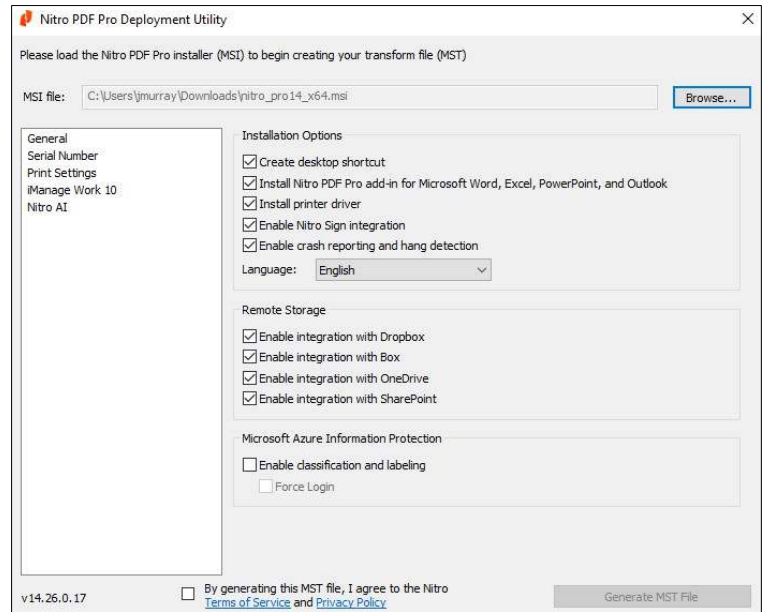 Nitro PDF Pro Deployment Utility
Please load the Nitro PDF Pro installer (MSI) to begin creating your transform file (MST)
MSI file: C:\Users\jmurray\Downloads\nitro_pro14_x64.msi Browse...
General
Serial Number
Print Settings
iManage Work 10
Nitro AI
Installation Options
Create desktop shortcut
Install Nitro PDF Pro add-in for Microsoft Word, Excel, PowerPoint, and Outlook
Install printer driver
Enable Nitro Sign integration
Enable crash reporting and hang detection
Language: English
Remote Storage
Enable integration with Dropbox
Enable integration with Box
Enable integration with OneDrive
Enable integration with SharePoint
Microsoft Azure Information Protection
Enable classification and labeling
Force Login
v14.26.0.17
By generating this MST file, I agree to the Nitro
Terms of Service and Privacy Policy
Generate MST File